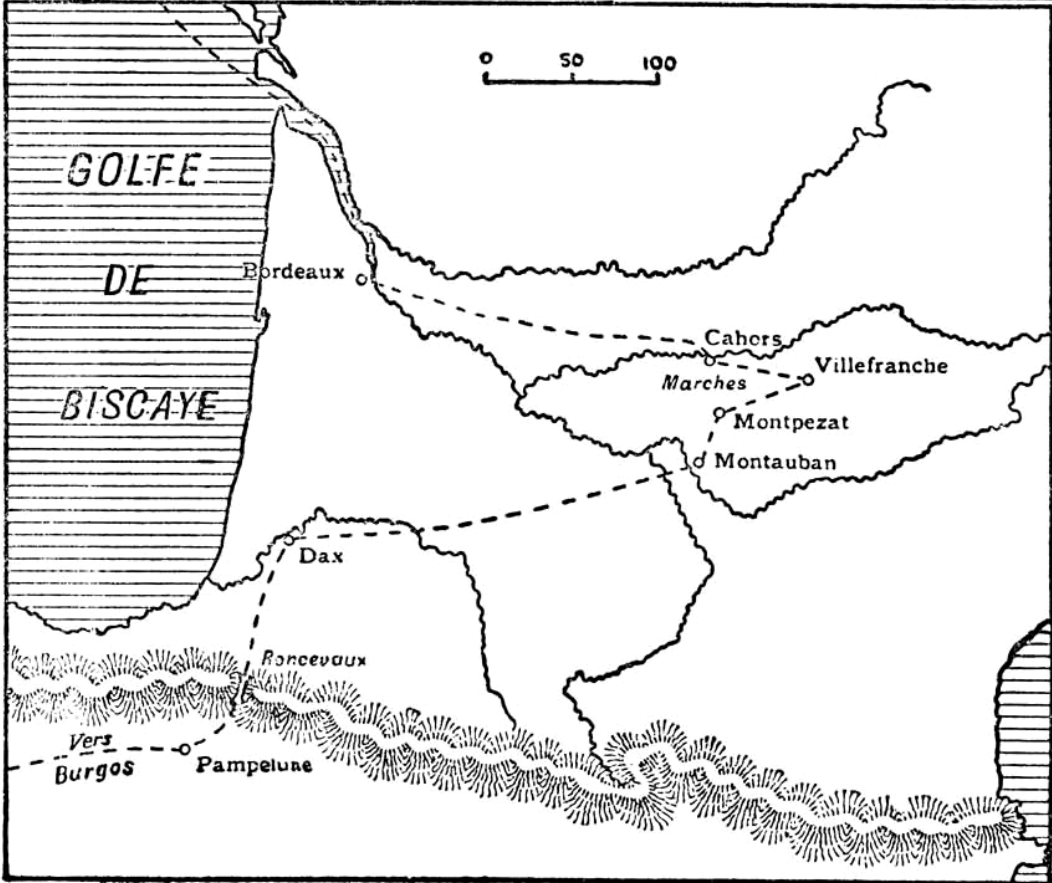 0 50 100
GOLFE
DE
BISCAYE
Bordeaux
Cahors
Villefranche
Marches
Montpezat
Montauban
Dax
Roncevaux
Vers
Burgos
Pampelune